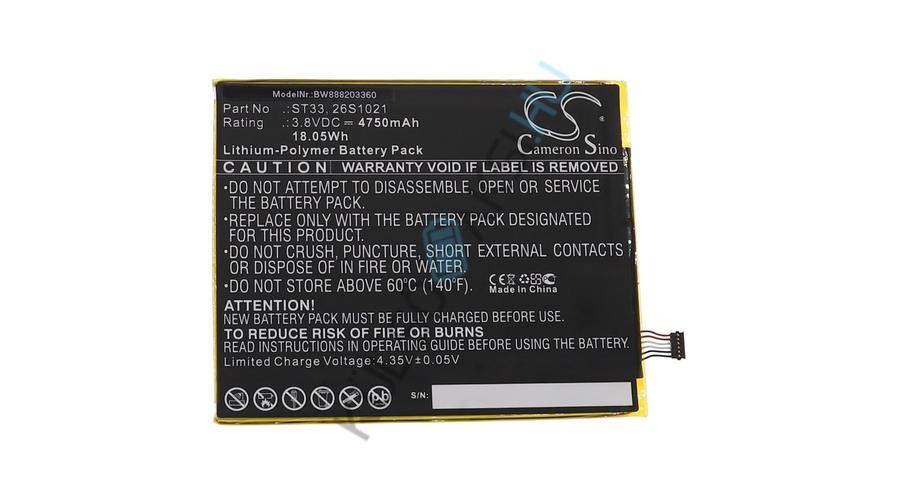 ModelNr.:BW888203360
Part No .:ST33, 26S1021
Rating .:3.8VDC⎓ 4750mAh
18.05Wh
Lithium-Polymer Battery Pack
CS
Cameron Sino
CAUTION WARRANTY VOID IF LABEL IS REMOVED
•DO NOT ATTEMPT TO DISASSEMBLE, OPEN OR SERVICE
THE BATTERY PACK.
•REPLACE ONLY WITH THE BATTERY PACK DESIGNATED
FOR THIS PRODUCT.
•DO NOT CRUSH, PUNCTURE, SHORT EXTERNAL CONTACTS
OR DISPOSE OF IN FIRE OR WATER.
•DO NOT STORE ABOVE 60°C (140°F).
CE
Made In China
ATTENTION!
NEW BATTERY PACK MUST BE FULLY CHARGED BEFORE USE.
TO REDUCE RISK OF FIRE OR BURNS
READ INSTRUCTIONS IN OPERATING GUIDE BEFORE USING BATTERY.
Limited Charge Voltage:4.35V±0.05V
Pb
S/N: